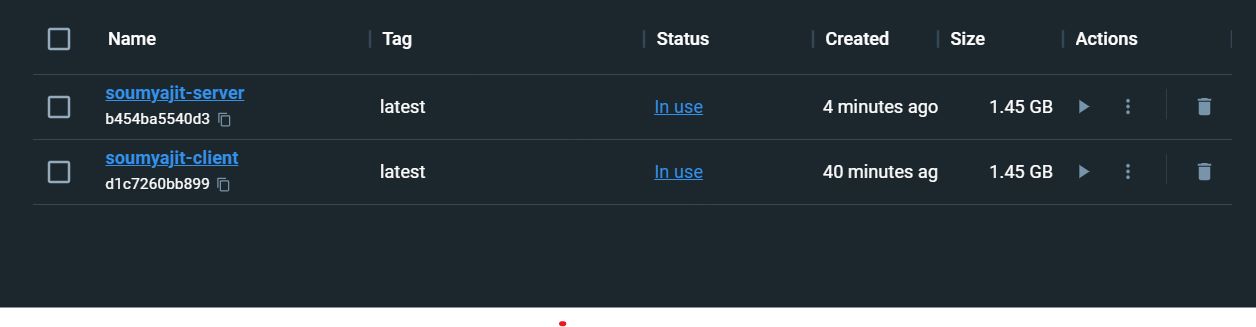 Name Tag Status Created Size Actions
soumyajit-server
b454ba5540d3
latest In use 4 minutes ago 1.45 GB
soumyajit-client
d1c7260bb899
latest In use 40 minutes ag 1.45 GB